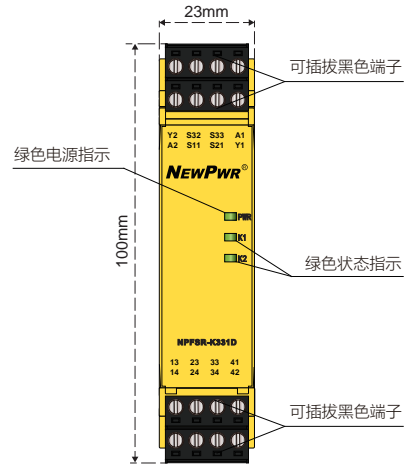 23mm
可插拔黑色端子
Y2 S32 S33 A1
A2 S11 S21 Y1
绿色电源指示
NEWPWR®
PWR
K1
100mm
绿色状态指示
K2
NPFSR-K331D
13 23 33 41
14 24 34 42
可插拔黑色端子